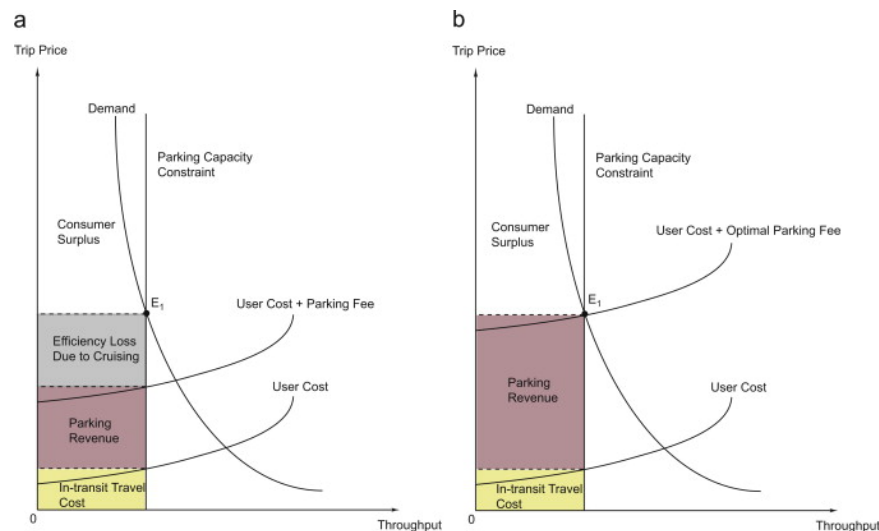 a
Trip Price
Demand
Parking Capacity
Constraint
Consumer
Surplus
E1
User Cost + Parking Fee
Efficiency Loss
Due to Cruising
User Cost
Parking
Revenue
In-transit Travel
Cost
0
Throughput
b
Trip Price
Demand
Parking Capacity
Constraint
Consumer
Surplus
User Cost + Optimal Parking Fee
E1
Parking
Revenue
User Cost
In-transit Travel
Cost
0
Throughput